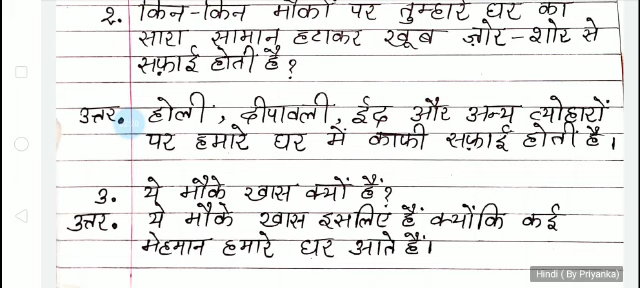 २. किन-किन मौकों पर तुम्हारे घर का
सारा सामान हटाकर खूब ज़ोर-शोर से
सफ़ाई होती है?
उत्तर. होली, दीपावली, ईद और अन्य त्योहारों
पर हमारे घर में काफी सफ़ाई होती है।
३. ये मौके खास क्यों हैं?
उत्तर. ये मौके खास इसलिए हैं क्योंकि कई
मेहमान हमारे घर आते हैं।
Hindi ( By Priyanka)